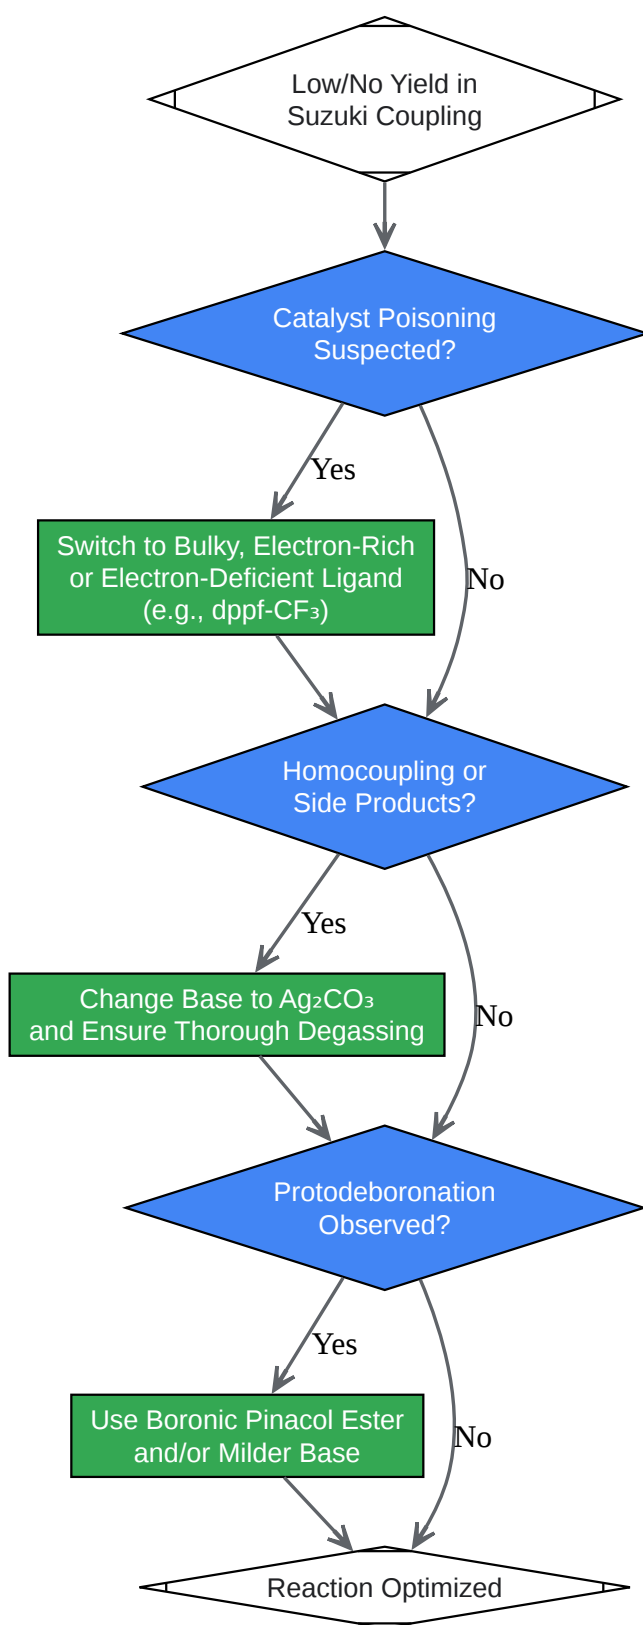 Low/No Yield in
Suzuki Coupling
Catalyst Poisoning
Suspected?
Yes
Switch to Bulky, Electron-Rich
or Electron-Deficient Ligand
(e.g., dppf-CF₃)
No
Homocoupling or
Side Products?
Yes
Change Base to Ag₂CO₃
and Ensure Thorough Degassing
No
Protodeboronation
Observed?
Yes
Use Boronic Pinacol Ester
and/or Milder Base
No
Reaction Optimized